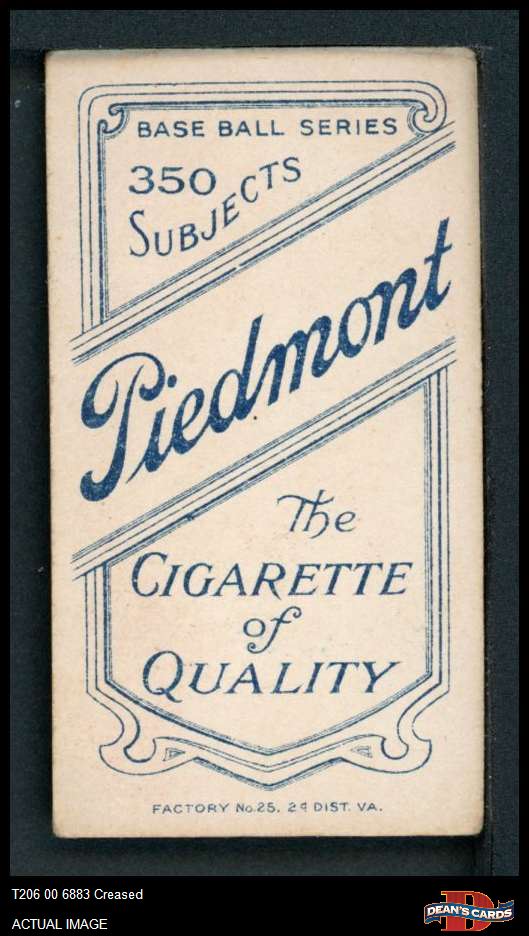 BASE BALL SERIES
350
SUBJECTS
Piedmont
The
CIGARETTE
of
QUALITY
FACTORY No.25. 2d DIST. VA.
T206 00 6883 Creased
ACTUAL IMAGE
D
DEAN'S CARDS